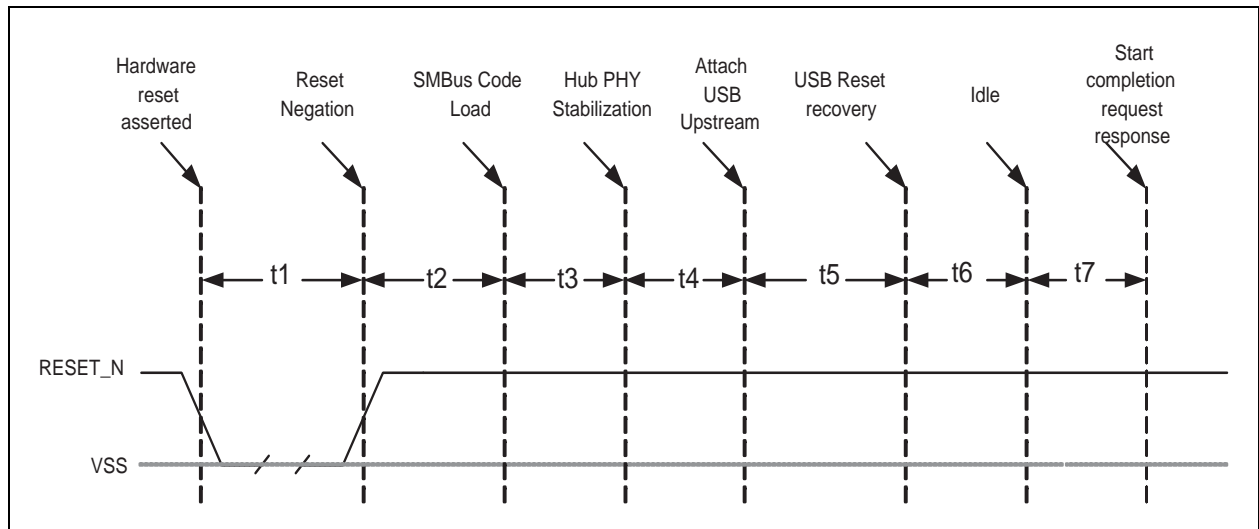 Hardware
reset
asserted
Reset
Negation
SMBus Code
Load
Hub PHY
Stabilization
Attach
USB
Upstream
USB Reset
recovery
Idle
Start
completion
request
response
t1
t2
t3
t4
t5
t6
t7
RESET_N
VSS